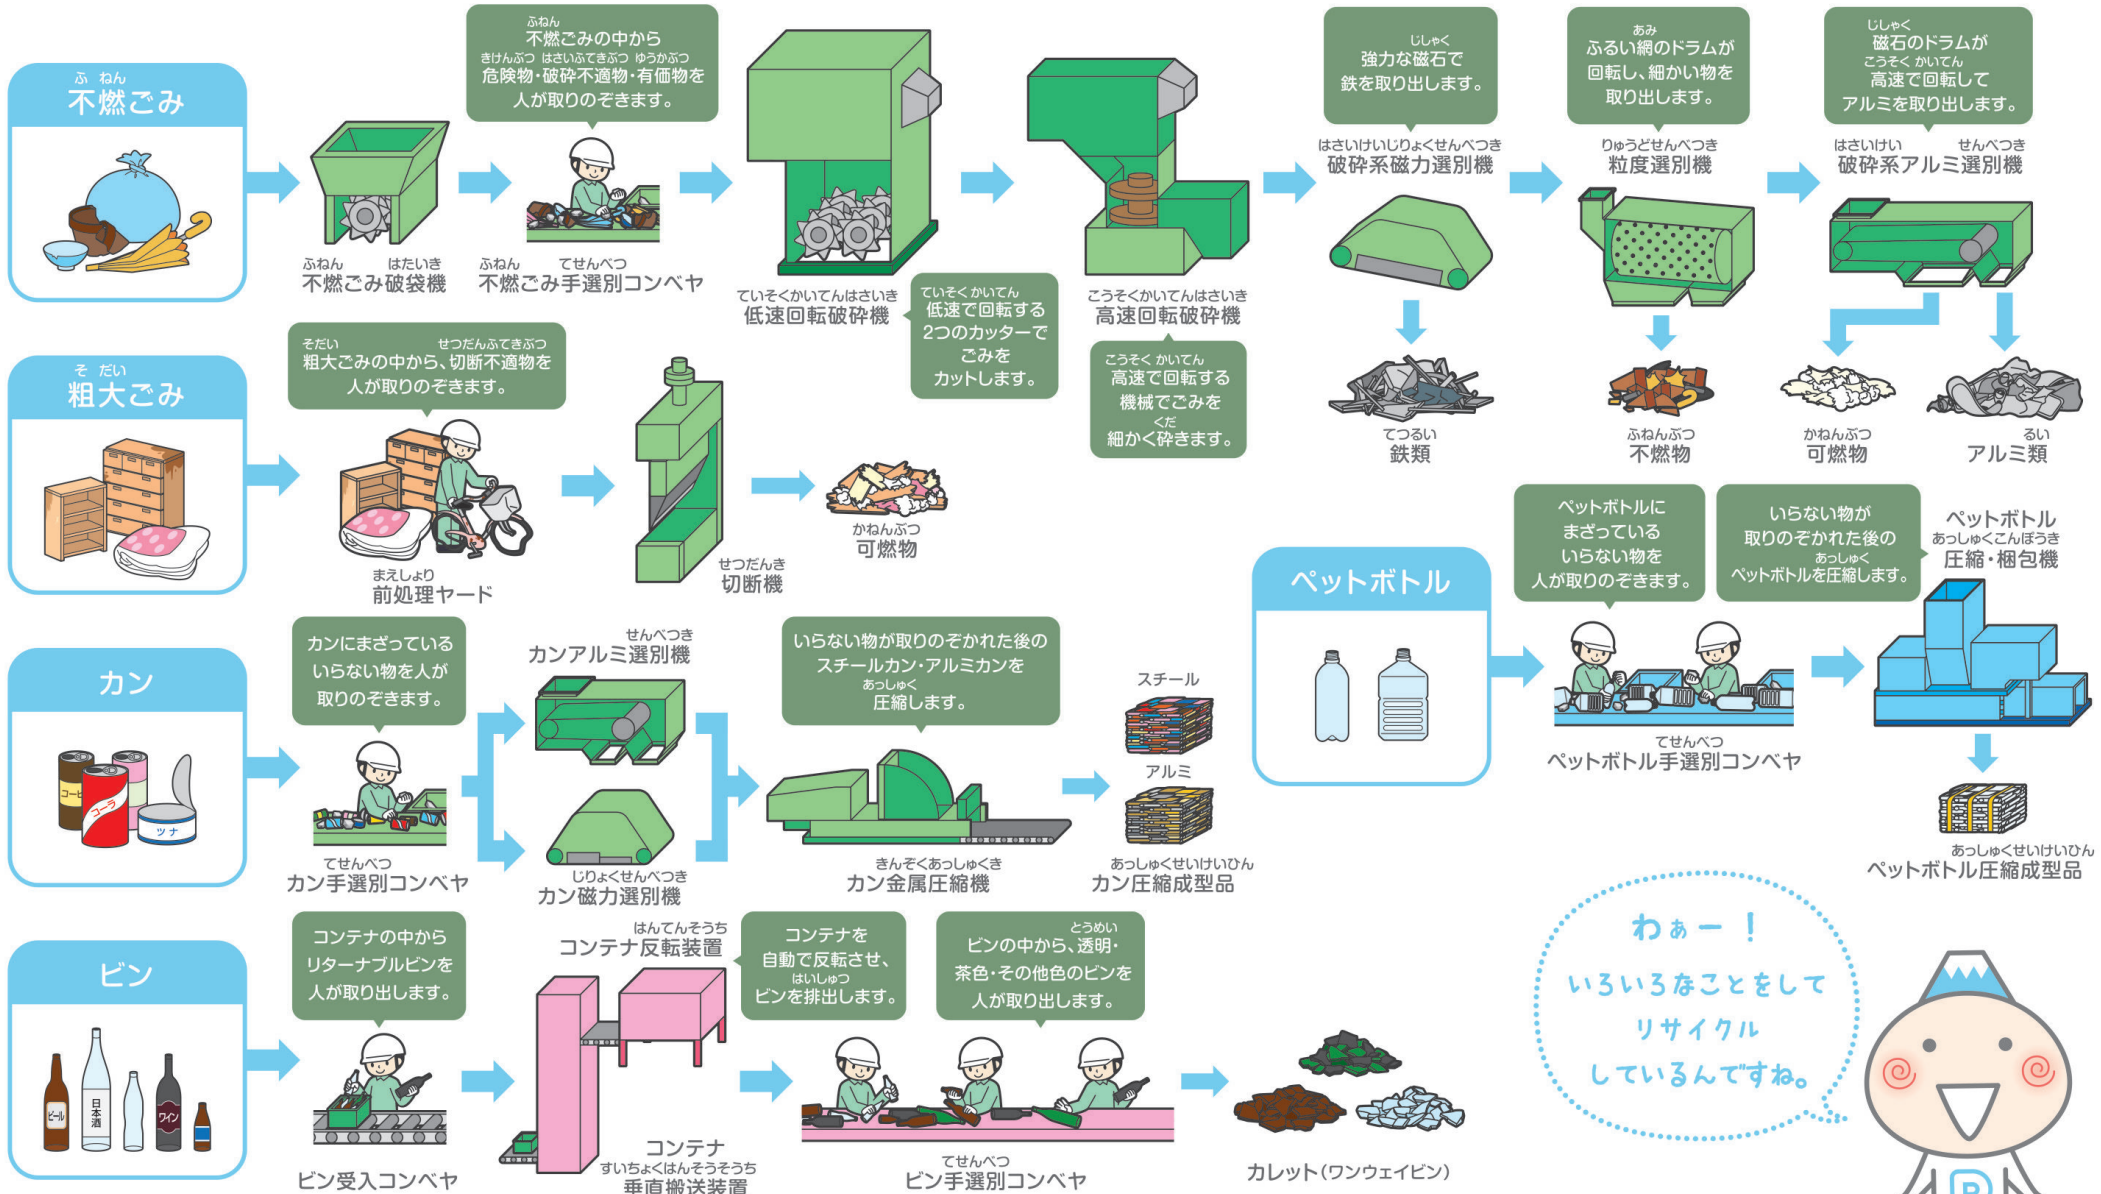 ふ ねん
不燃ごみ
ふねん
不燃ごみの中から
きけんぶつ はさいふてきぶつ ゆうかぶつ
危険物・破砕不適物・有価物を
人が取りのぞきます。
ふねん はたいき
不燃ごみ破袋機
ふねん てせんべつ
不燃ごみ手選別コンベヤ
ていそくかいてんはさいき
低速回転破砕機
ていそく かいてん
低速で回転する
2つのカッターで
ごみを
カットします。
こうそくかいてんはさいき
高速回転破砕機
こうそく かいてん
高速で回転する
機械でごみを
くだ
細かく砕きます。
じしゃく
強力な磁石で
鉄を取り出します。
はさいけいじりょくせんべつき
破砕系磁力選別機
てつるい
鉄類
あみ
ふるい網のドラムが
回転し、細かい物を
取り出します。
りゅうどせんべつき
粒度選別機
ふねんぶつ
不燃物
じしゃく
磁石のドラムが
こうそく かいてん
高速で回転して
アルミを取り出します。
はさいけい せんべつき
破砕系アルミ選別機
かねんぶつ
可燃物
るい
アルミ類
そ だい
粗大ごみ
そだい せつだんふてきぶつ
粗大ごみの中から、切断不適物を
人が取りのぞきます。
まえしょり
前処理ヤード
せつだんき
切断機
かねんぶつ
可燃物
ペットボトル
ペットボトルに
まざっている
いらない物を
人が取りのぞきます。
てせんべつ
ペットボトル手選別コンベヤ
いらない物が
取りのぞかれた後の
あっしゅく
ペットボトルを圧縮します。
ペットボトル
あっしゅくこんぽうき
圧縮・梱包機
あっしゅくせいけいひん
ペットボトル圧縮成型品
カン
コーヒ
コーラ
ツナ
カンにまざっている
いらない物を人が
取りのぞきます。
てせんべつ
カン手選別コンベヤ
せんべつき
カンアルミ選別機
じりょくせんべつき
カン磁力選別機
いらない物が取りのぞかれた後の
スチールカン・アルミカンを
あっしゅく
圧縮します。
きんぞくあっしゅくき
カン金属圧縮機
スチール
アルミ
あっしゅくせいけいひん
カン圧縮成型品
ビン
ビール
日本酒
ワイン
コンテナの中から
リターナブルビンを
人が取り出します。
ビン受入コンベヤ
はんてんそうち
コンテナ反転装置
コンテナを
自動で反転させ、
はいしゅつ
ビンを排出します。
コンテナ
すいちょくはんそうそうち
垂直搬送装置
とうめい
ビンの中から、透明・
茶色・その他色のビンを
人が取り出します。
てせんべつ
ビン手選別コンベヤ
カレット(ワンウェイビン)
わぁー！
いろいろなことをして
リサイクル
しているんですね。
R